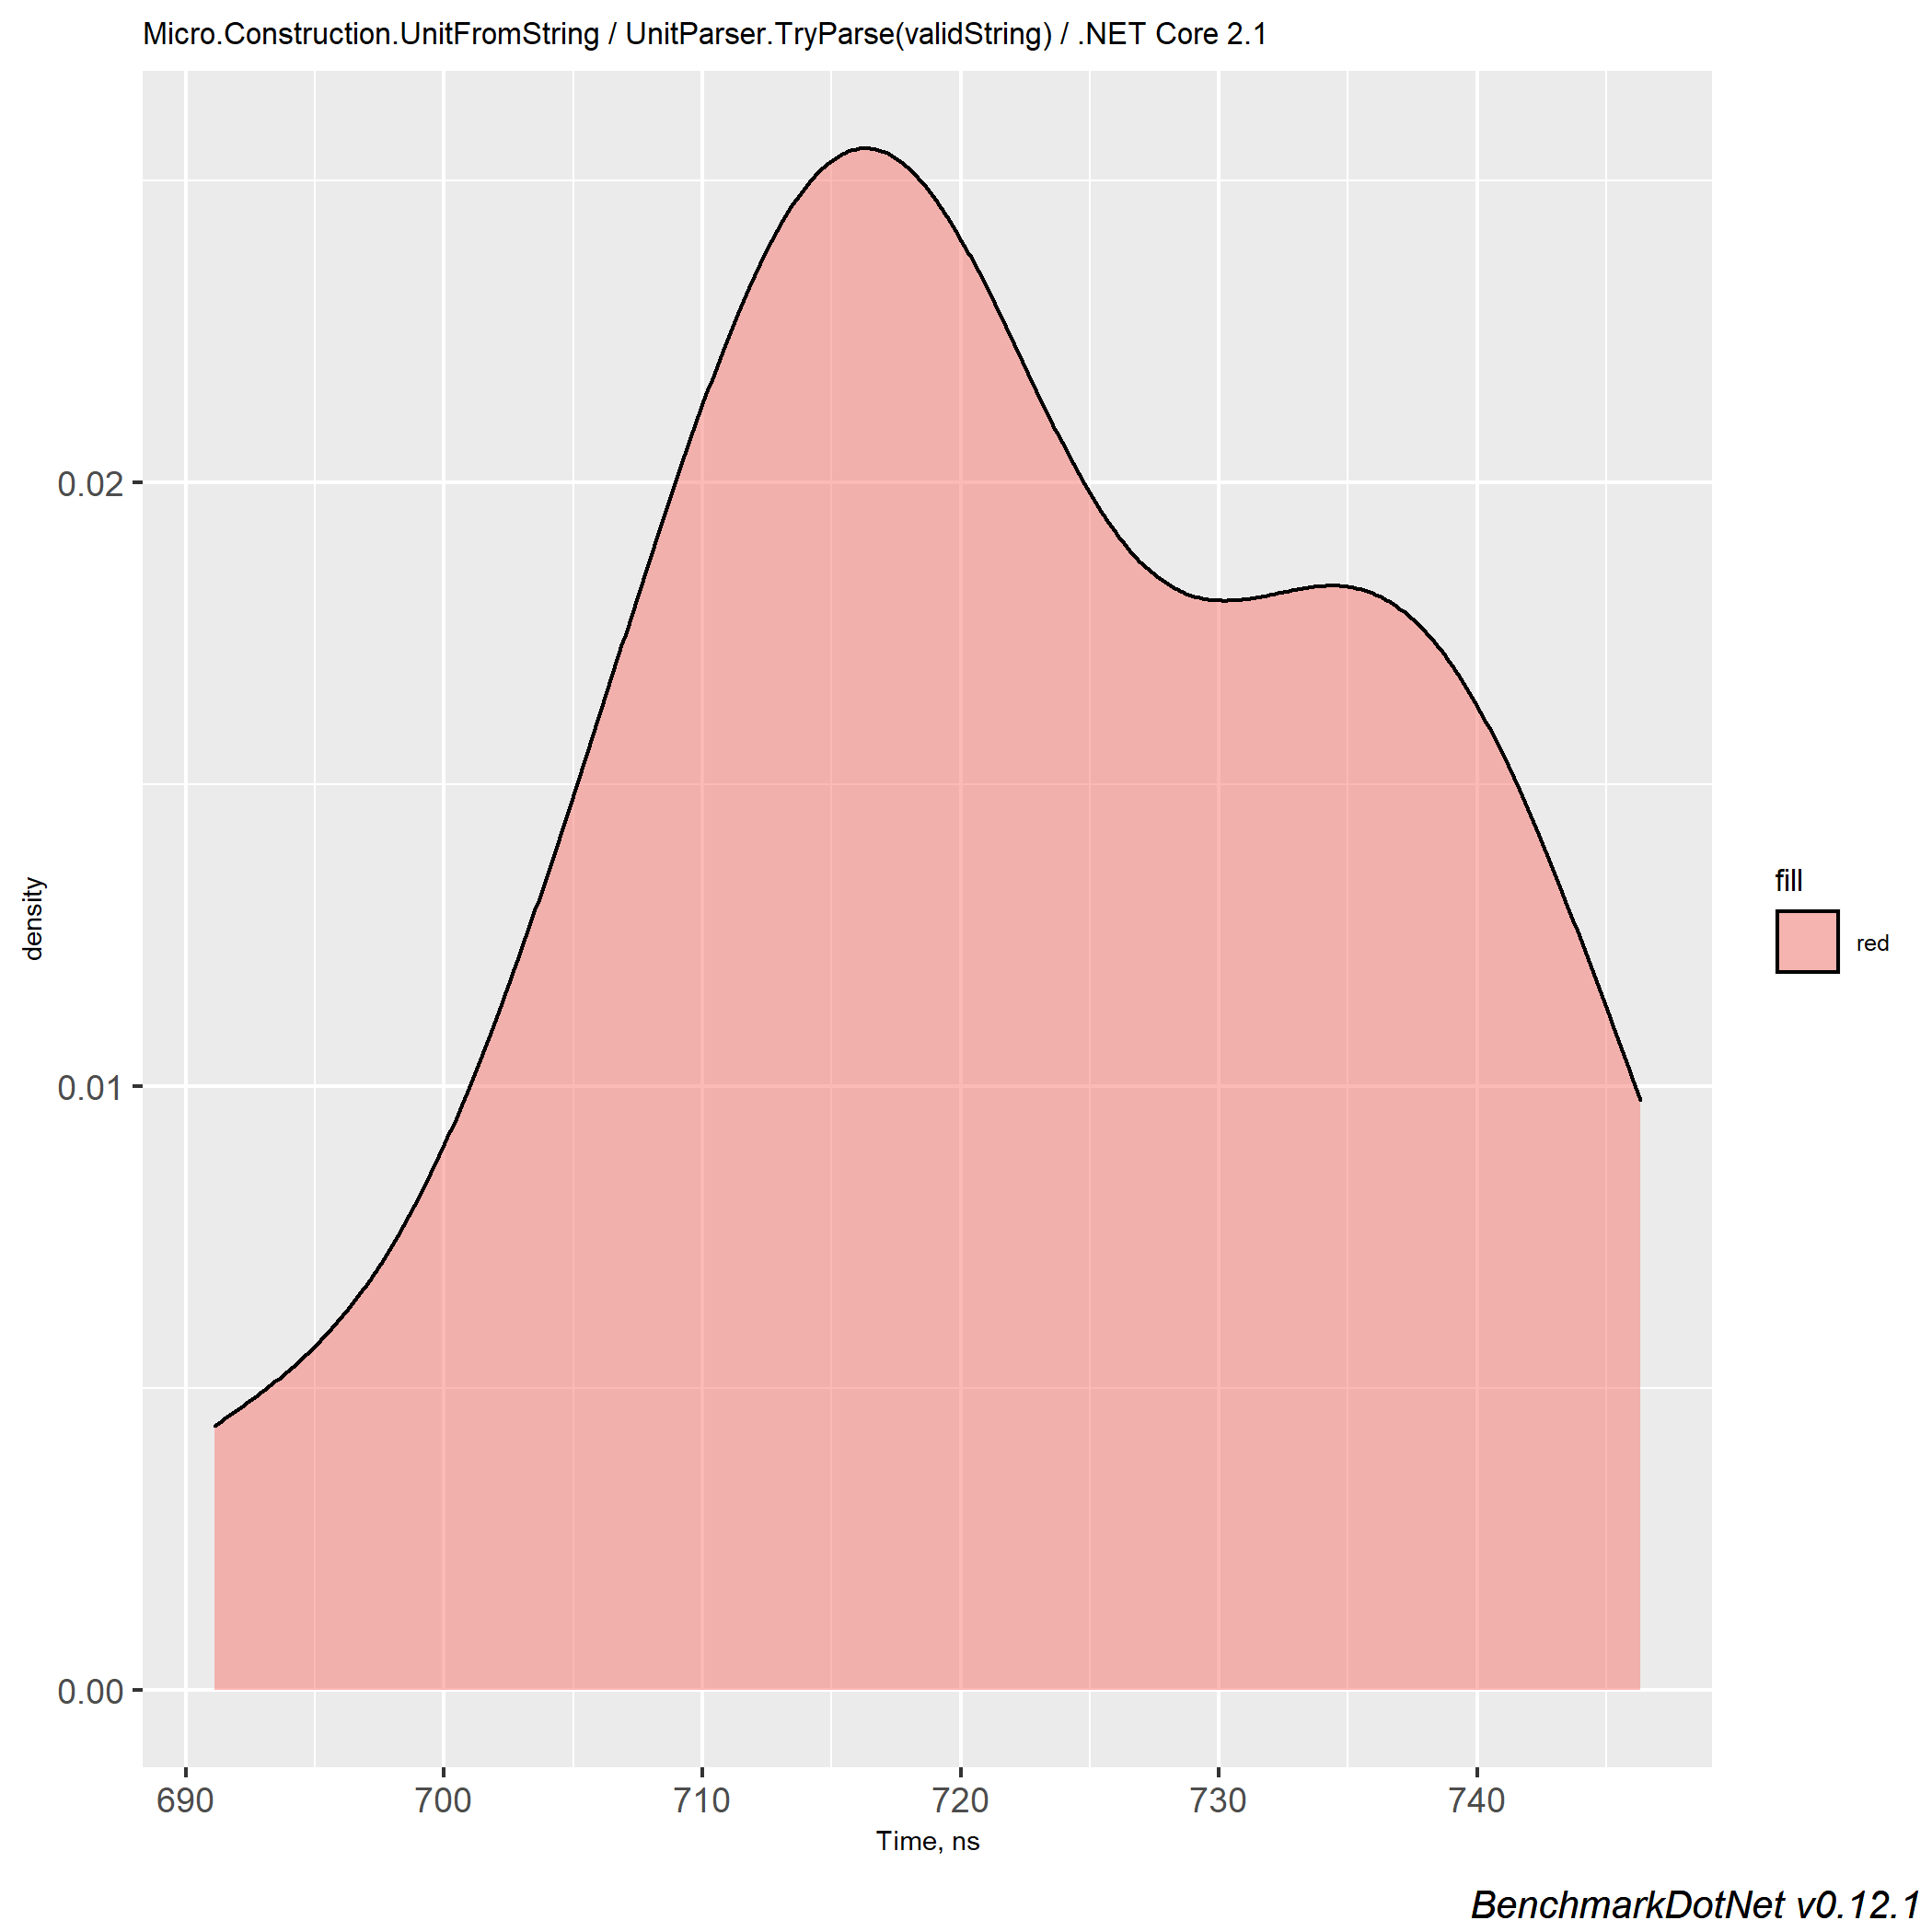 Micro.Construction.UnitFromString / UnitParser.TryParse(validString) / .NET Core 2.1
0.02
0.01
0.00
density
690 700 710 720 730 740
Time, ns
fill
red
BenchmarkDotNet v0.12.1